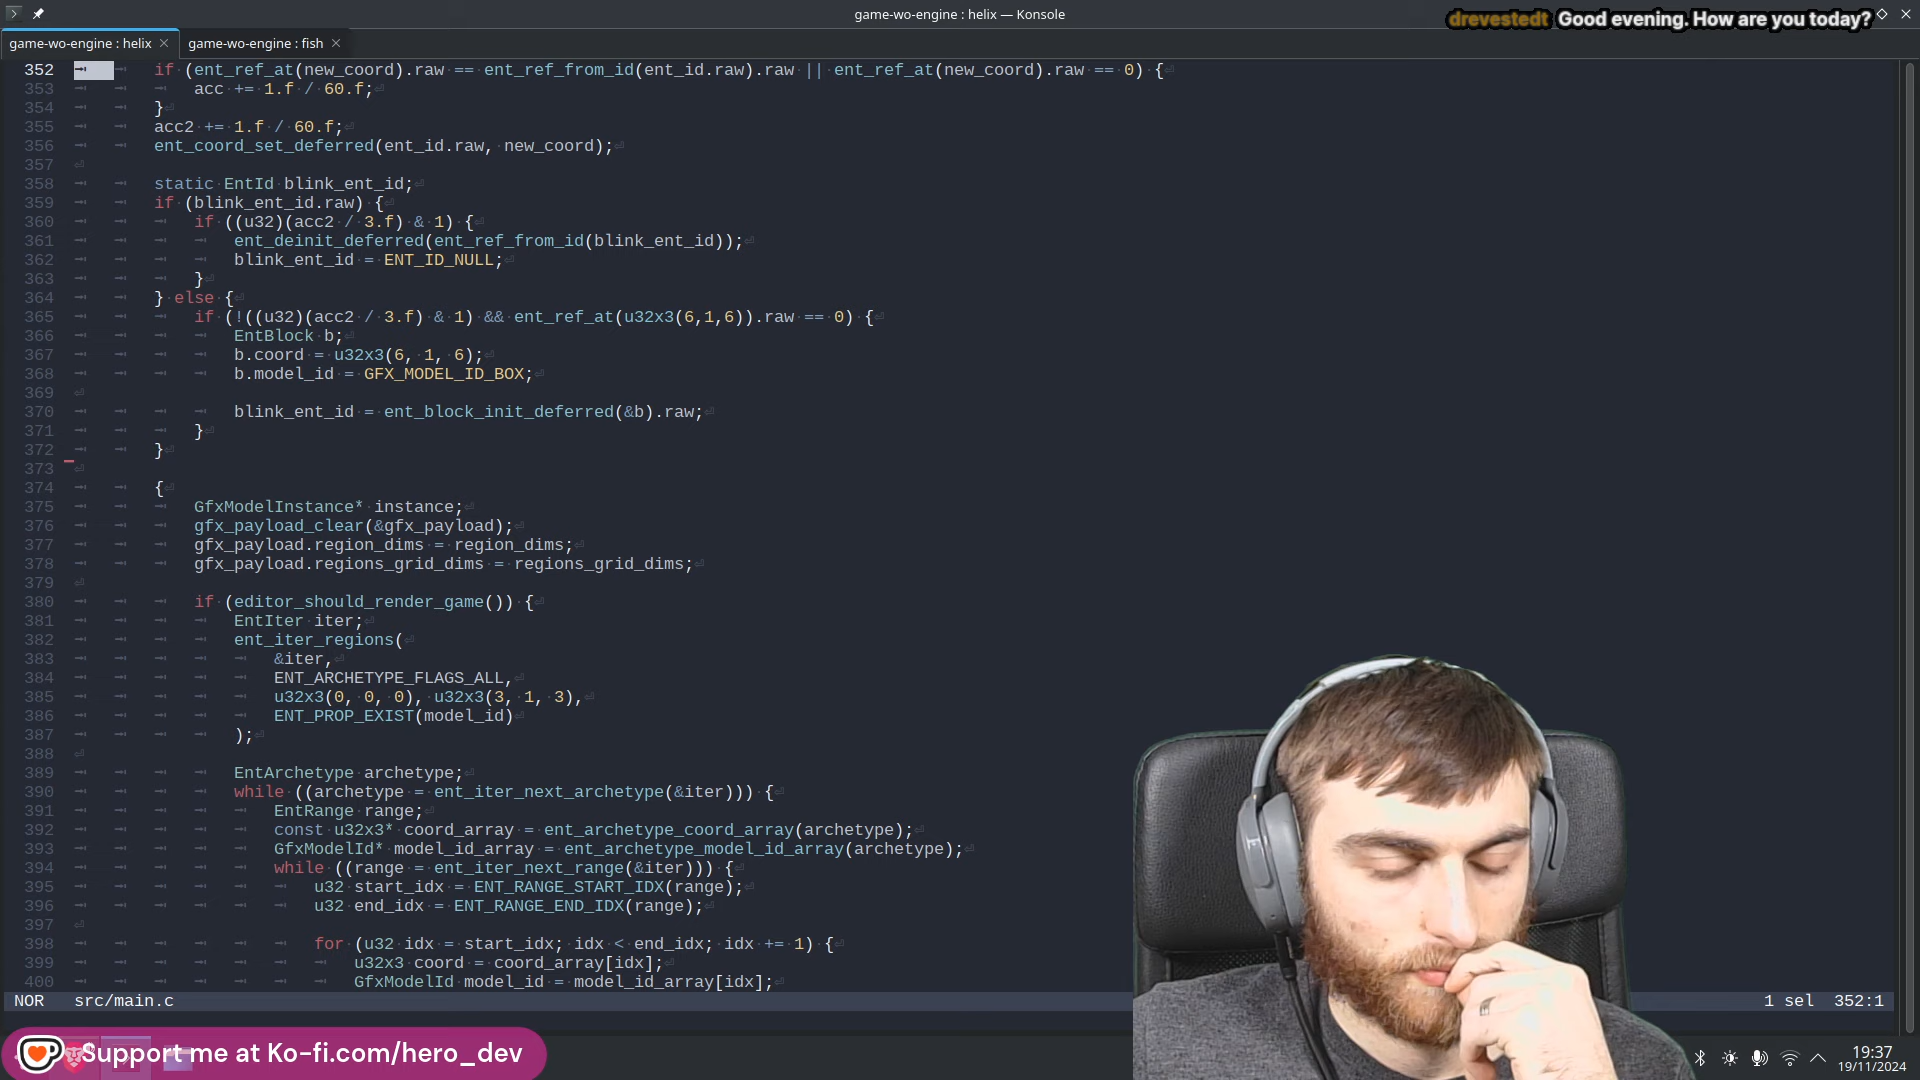 game-wo-engine : helix — Konsole
drevestedt Good evening. How are you today?
game-wo-engine : helix
game-wo-engine : fish
352 if (ent_ref_at(new_coord).raw == ent_ref_from_id(ent_id.raw).raw || ent_ref_at(new_coord).raw == 0) {
353 acc += 1.f / 60.f;
354 }
355 acc2 += 1.f / 60.f;
356 ent_coord_set_deferred(ent_id.raw, new_coord);
357
358 static EntId blink_ent_id;
359 if (blink_ent_id.raw) {
360 if ((u32)(acc2 / 3.f) & 1) {
361 ent_deinit_deferred(ent_ref_from_id(blink_ent_id));
362 blink_ent_id = ENT_ID_NULL;
363 }
364 } else {
365 if (!((u32)(acc2 / 3.f) & 1) && ent_ref_at(u32x3(6,1,6)).raw == 0) {
366 EntBlock b;
367 b.coord = u32x3(6, 1, 6);
368 b.model_id = GFX_MODEL_ID_BOX;
369
370 blink_ent_id = ent_block_init_deferred(&b).raw;
371 }
372 }
373
374 {
375 GfxModelInstance* instance;
376 gfx_payload_clear(&gfx_payload);
377 gfx_payload.region_dims = region_dims;
378 gfx_payload.regions_grid_dims = regions_grid_dims;
379
380 if (editor_should_render_game()) {
381 EntIter iter;
382 ent_iter_regions(
383 &iter,
384 ENT_ARCHETYPE_FLAGS_ALL,
385 u32x3(0, 0, 0), u32x3(3, 1, 3),
386 ENT_PROP_EXIST(model_id)
387 );
388
389 EntArchetype archetype;
390 while ((archetype = ent_iter_next_archetype(&iter))) {
391 EntRange range;
392 const u32x3* coord_array = ent_archetype_coord_array(archetype);
393 GfxModelId* model_id_array = ent_archetype_model_id_array(archetype);
394 while ((range = ent_iter_next_range(&iter))) {
395 u32 start_idx = ENT_RANGE_START_IDX(range);
396 u32 end_idx = ENT_RANGE_END_IDX(range);
397
398 for (u32 idx = start_idx; idx < end_idx; idx += 1) {
399 u32x3 coord = coord_array[idx];
400 GfxModelId model_id = model_id_array[idx];
NOR src/main.c 1 sel 352:1
Support me at Ko-fi.com/hero_dev
19:37
19/11/2024